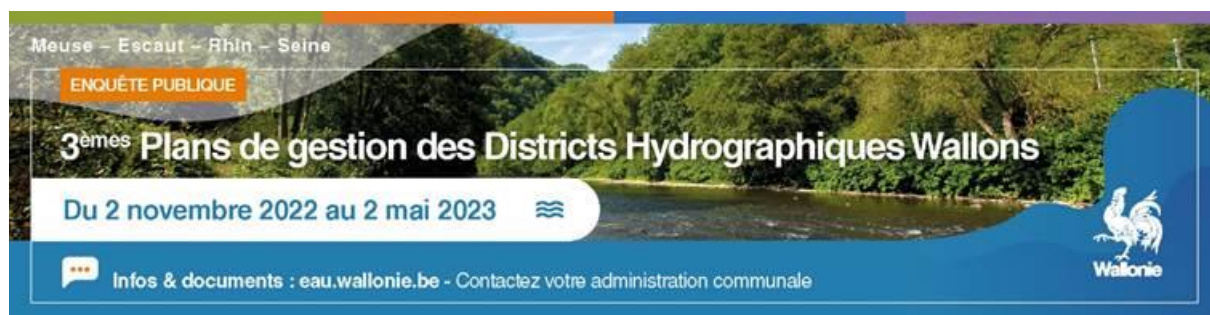 Meuse – Escaut – Rhin – Seine
ENQUÊTE PUBLIQUE
3èmes Plans de gestion des Districts Hydrographiques Wallons
Du 2 novembre 2022 au 2 mai 2023
Infos & documents : eau.wallonie.be - Contactez votre administration communale
Wallonie